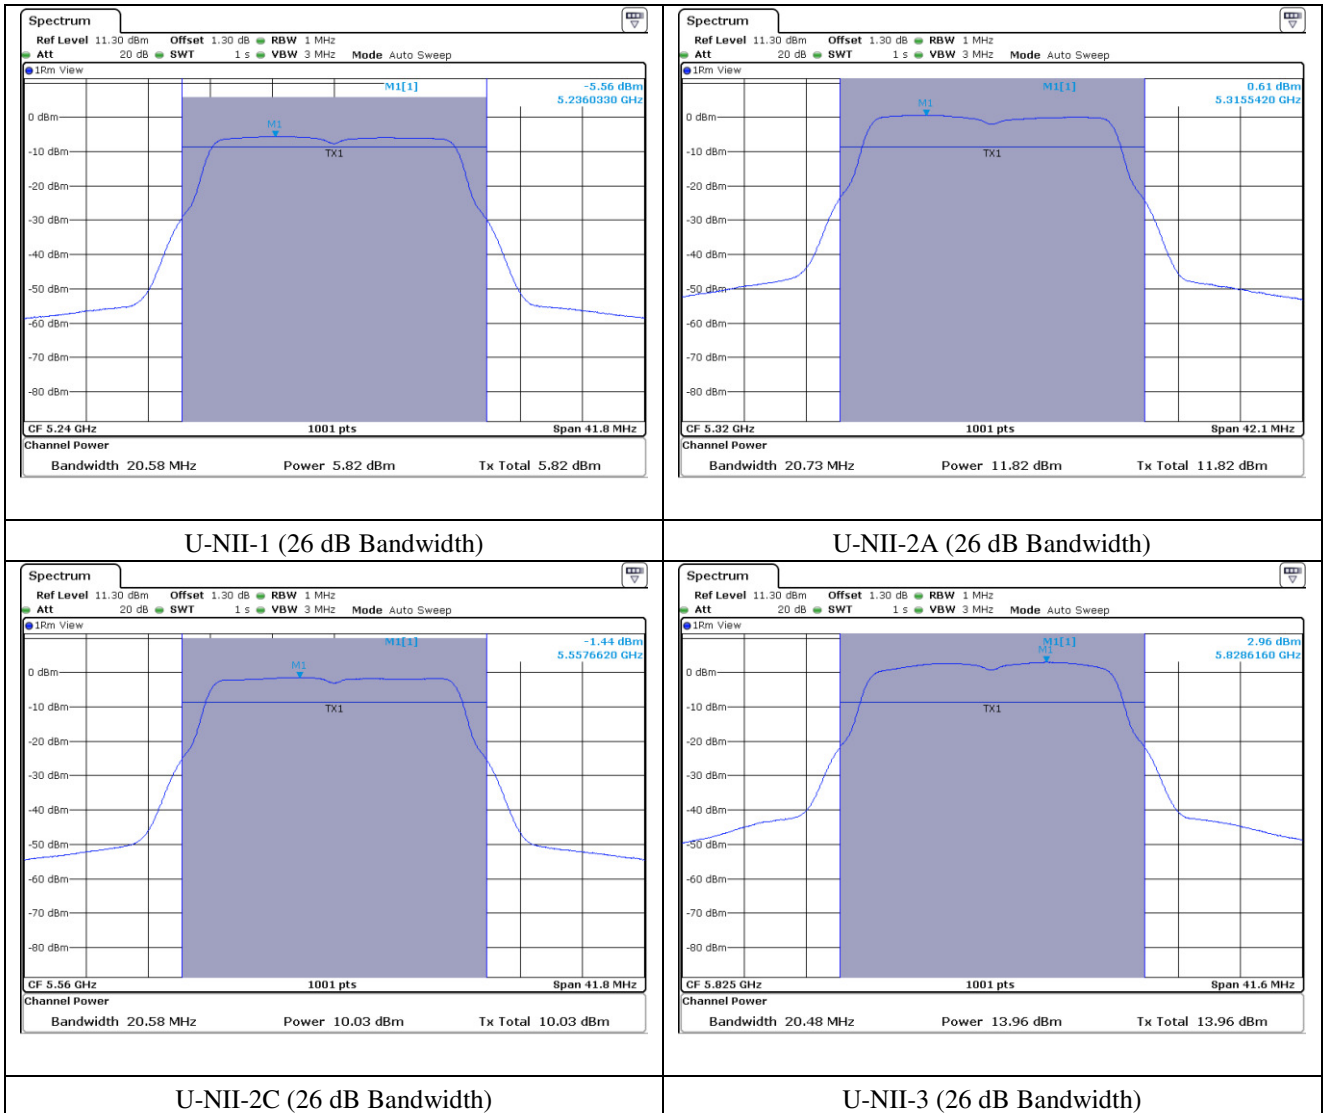 Spectrum
Ref Level 11.30 dBm Offset 1.30 dB RBW 1 MHz
Att 20 dB SWT 1 s VBW 3 MHz Mode Auto Sweep
1Rm View
M1[1] -5.56 dBm
5.2360330 GHz
0 dBm
M1
-10 dBm
TX1
-20 dBm
-30 dBm
-40 dBm
-50 dBm
-60 dBm
-70 dBm
-80 dBm
CF 5.24 GHz 1001 pts Span 41.8 MHz
Channel Power
Bandwidth 20.58 MHz Power 5.82 dBm Tx Total 5.82 dBm
U-NII-1 (26 dB Bandwidth)
Spectrum
Ref Level 11.30 dBm Offset 1.30 dB RBW 1 MHz
Att 20 dB SWT 1 s VBW 3 MHz Mode Auto Sweep
1Rm View
M1[1] 0.61 dBm
5.3155420 GHz
M1
0 dBm
-10 dBm
TX1
-20 dBm
-30 dBm
-40 dBm
-50 dBm
-60 dBm
-70 dBm
-80 dBm
CF 5.32 GHz 1001 pts Span 42.1 MHz
Channel Power
Bandwidth 20.73 MHz Power 11.82 dBm Tx Total 11.82 dBm
U-NII-2A (26 dB Bandwidth)
Spectrum
Ref Level 11.30 dBm Offset 1.30 dB RBW 1 MHz
Att 20 dB SWT 1 s VBW 3 MHz Mode Auto Sweep
1Rm View
M1[1] -1.44 dBm
5.5576620 GHz
M1
0 dBm
-10 dBm
TX1
-20 dBm
-30 dBm
-40 dBm
-50 dBm
-60 dBm
-70 dBm
-80 dBm
CF 5.56 GHz 1001 pts Span 41.8 MHz
Channel Power
Bandwidth 20.58 MHz Power 10.03 dBm Tx Total 10.03 dBm
U-NII-2C (26 dB Bandwidth)
Spectrum
Ref Level 11.30 dBm Offset 1.30 dB RBW 1 MHz
Att 20 dB SWT 1 s VBW 3 MHz Mode Auto Sweep
1Rm View
M1[1] 2.96 dBm
M1
5.8286160 GHz
0 dBm
-10 dBm
TX1
-20 dBm
-30 dBm
-40 dBm
-50 dBm
-60 dBm
-70 dBm
-80 dBm
CF 5.825 GHz 1001 pts Span 41.6 MHz
Channel Power
Bandwidth 20.48 MHz Power 13.96 dBm Tx Total 13.96 dBm
U-NII-3 (26 dB Bandwidth)